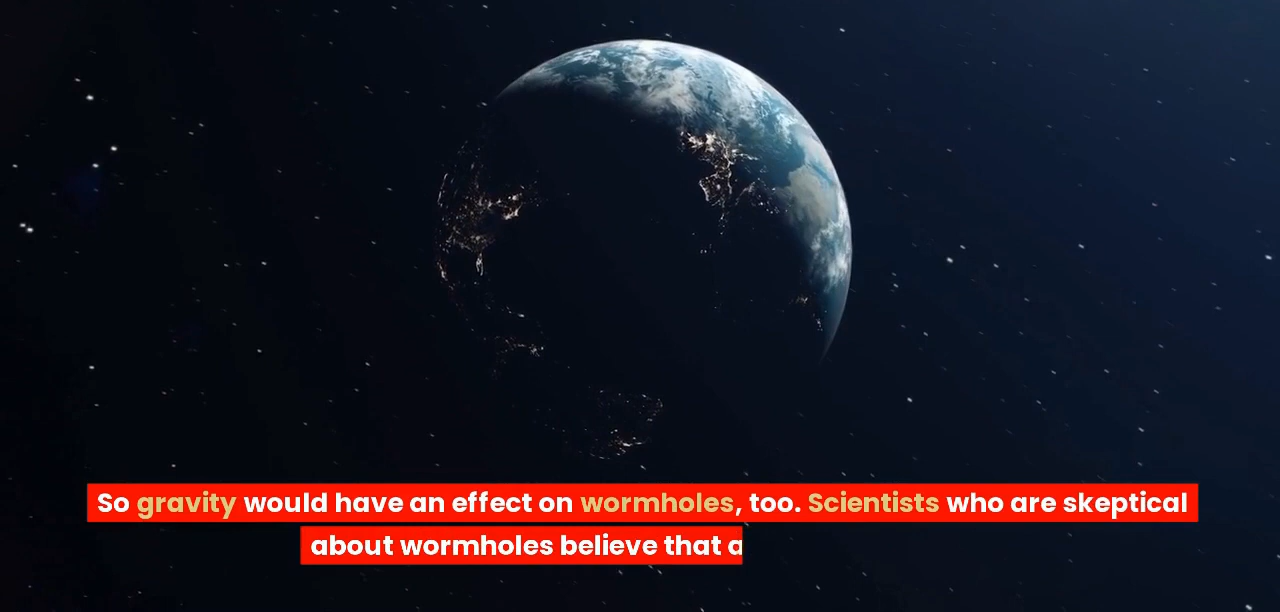 So gravity would have an effect on wormholes, too. Scientists who are skeptical
about wormholes believe that a